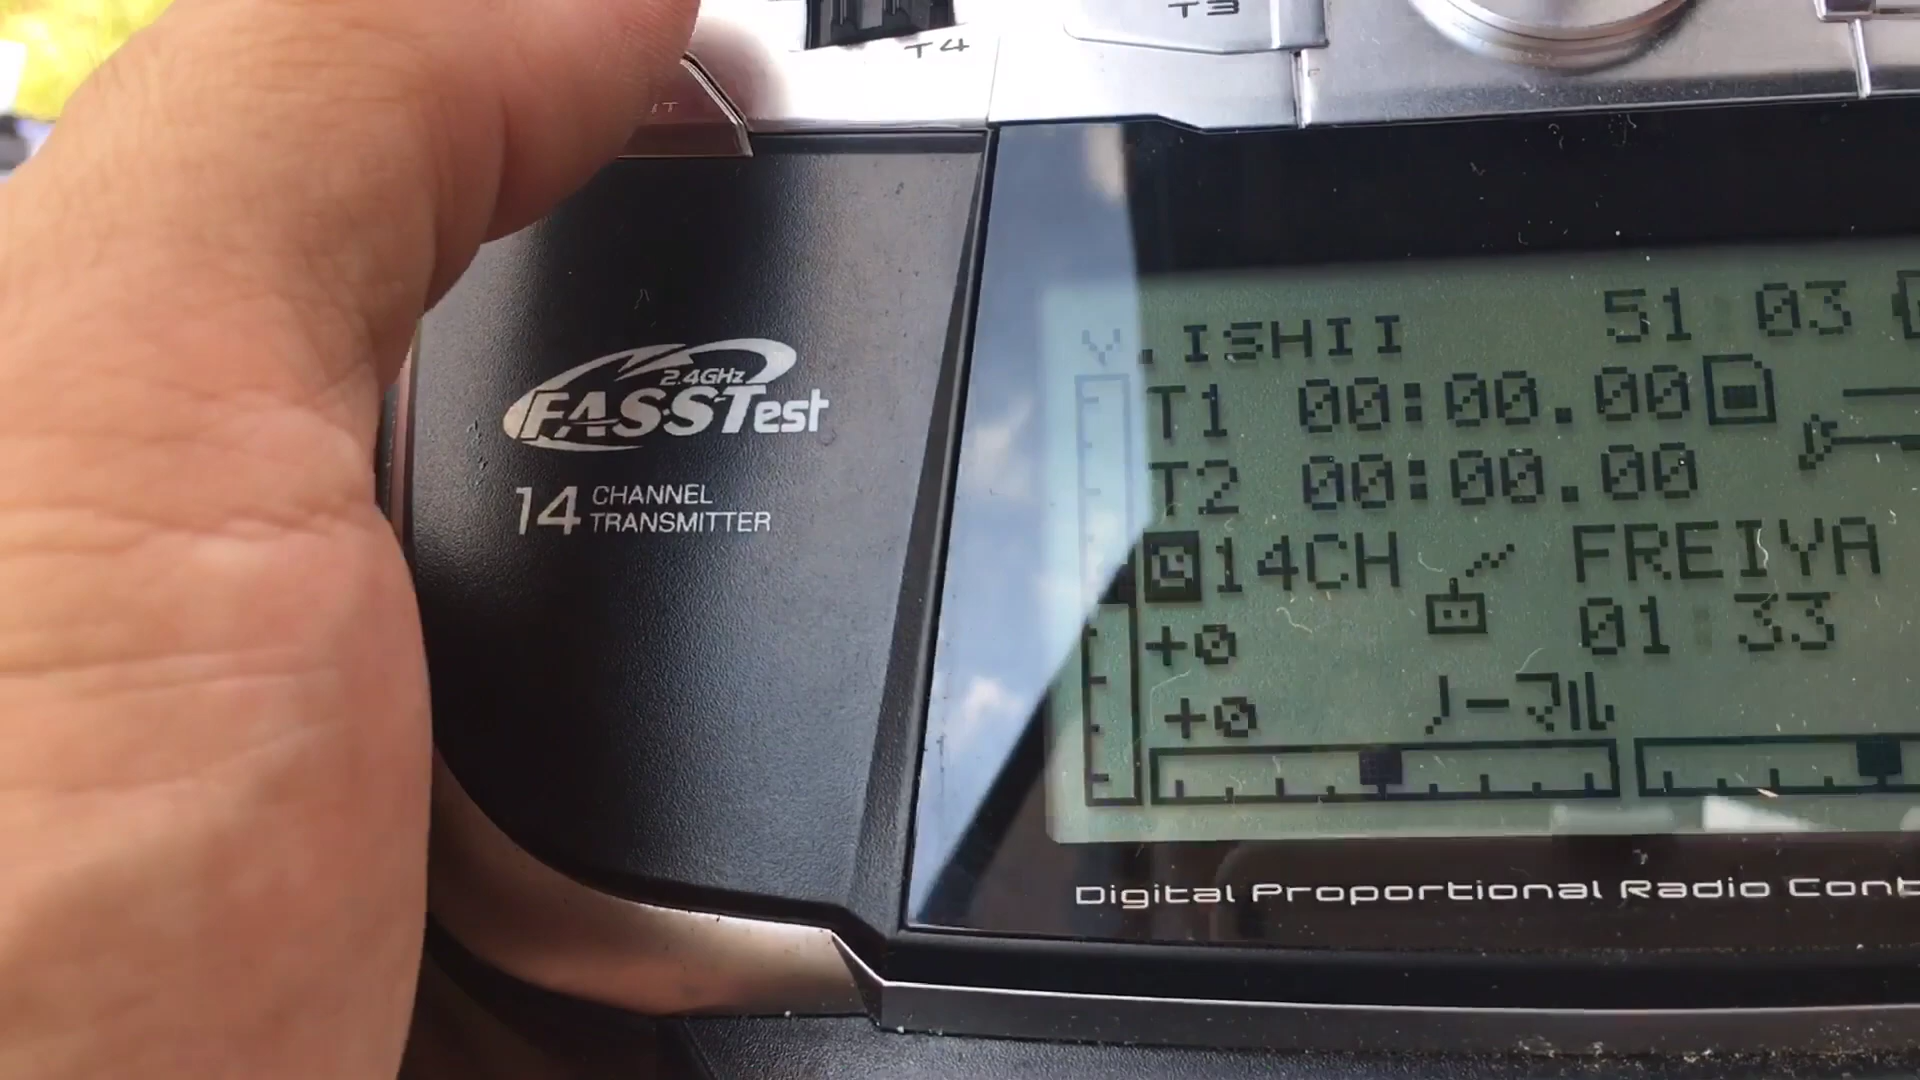 T3
T4
2.4GHz
FASSTest
14 CHANNEL
TRANSMITTER
Y.ISHII 51:03
T1 00:00.00
T2 00:00.00
14CH FREIYA
+0 01:33
+0 ノーマル
Digital Proportional Radio Cont